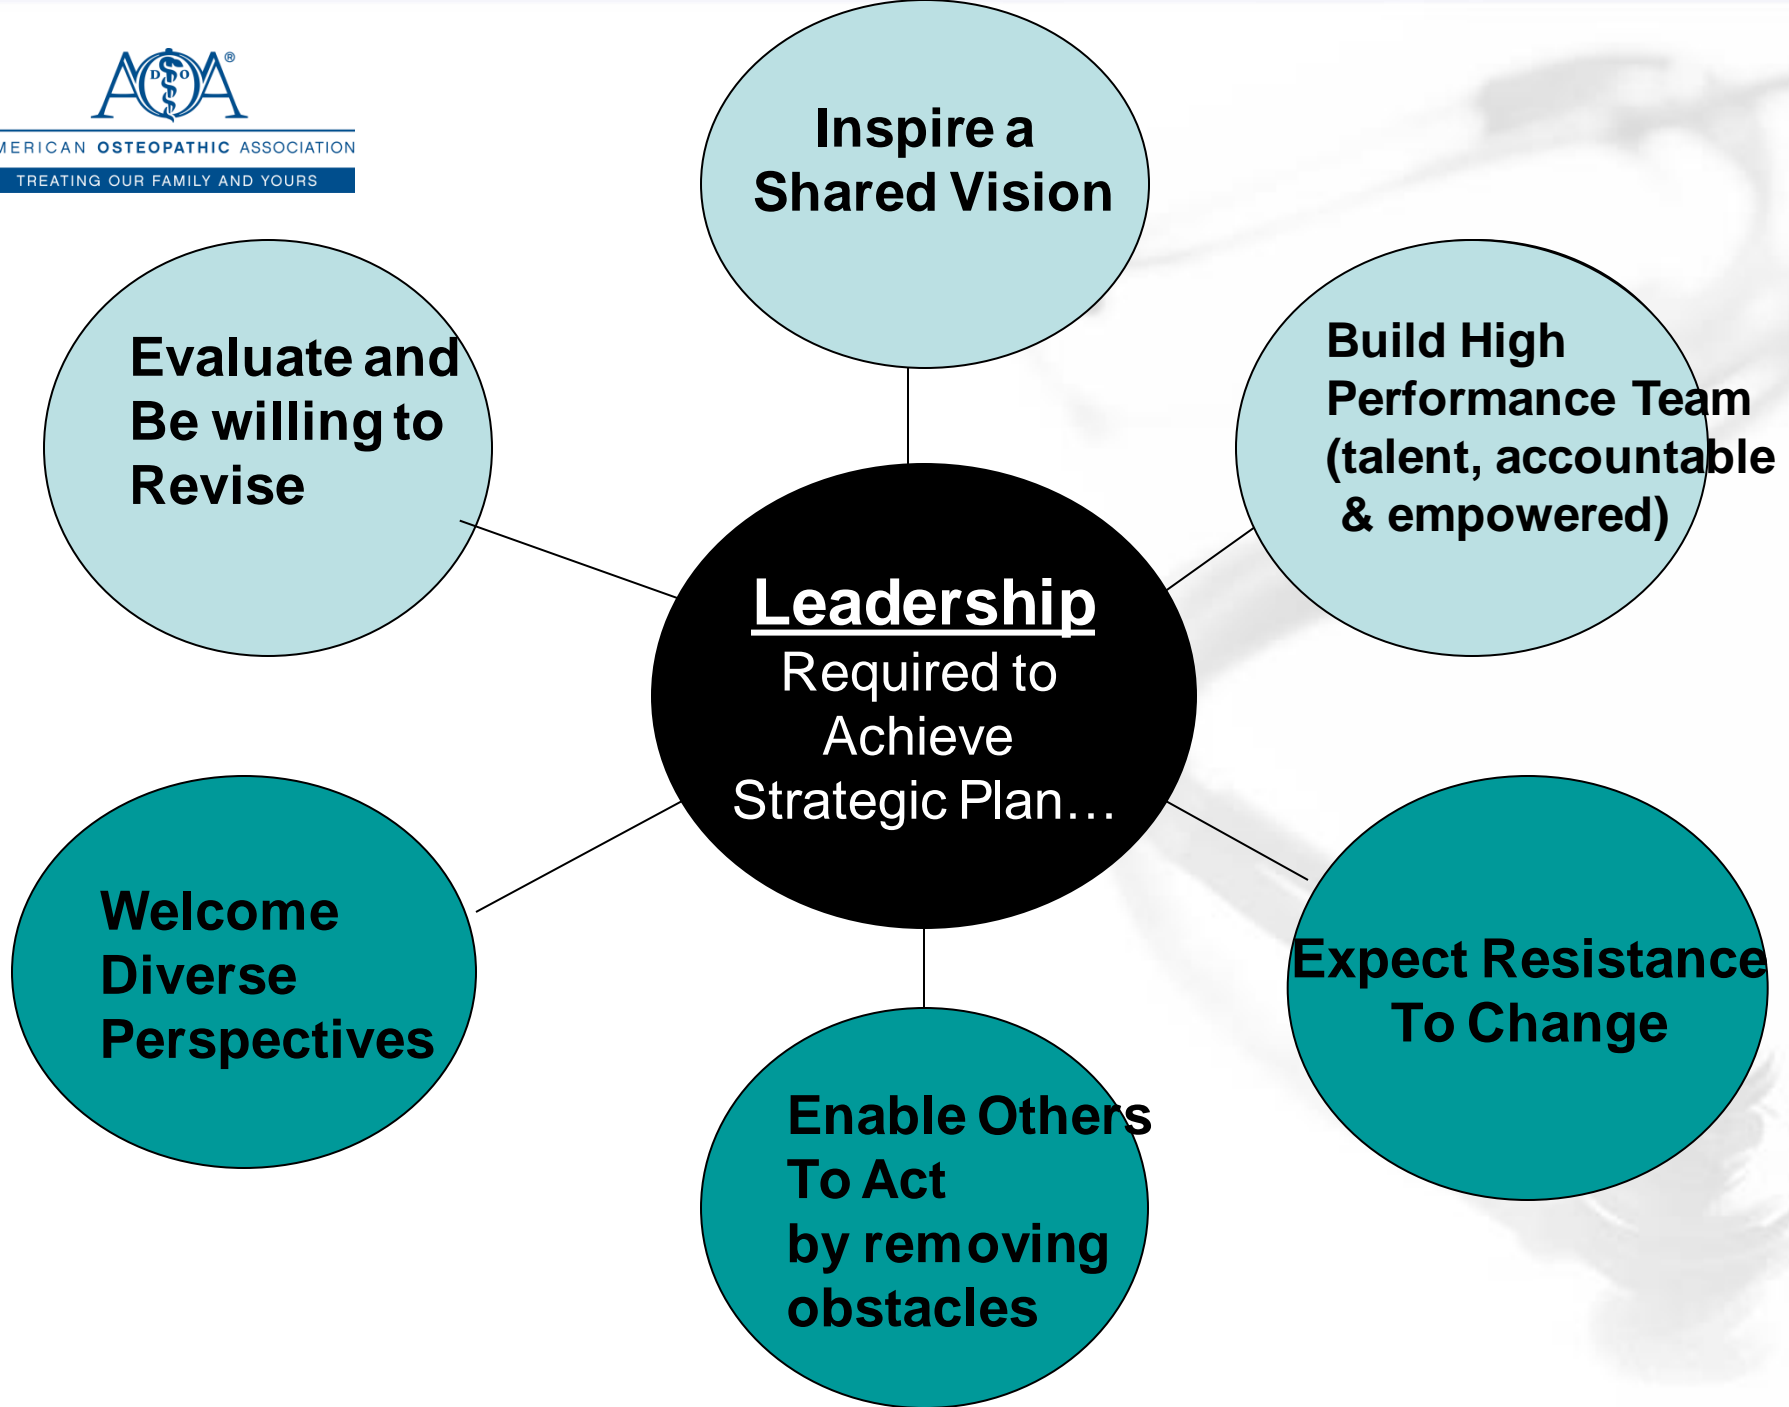 AOA®
D O
MERICAN OSTEOPATHIC ASSOCIATION
TREATING OUR FAMILY AND YOURS
Inspire a
Shared Vision
Evaluate and
Be willing to
Revise
Build High
Performance Team
(talent, accountable
& empowered)
Leadership
Required to
Achieve
Strategic Plan…
Welcome
Diverse
Perspectives
Expect Resistance
To Change
Enable Others
To Act
by removing
obstacles